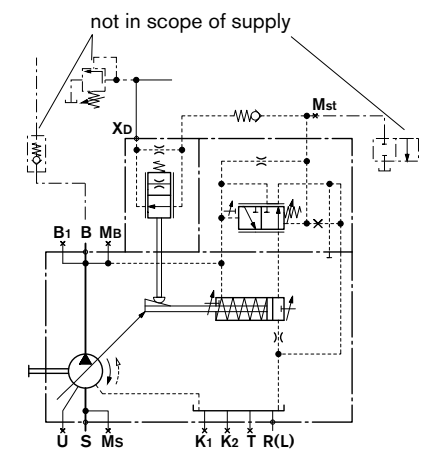 not in scope of supply
Mst
XD
B1 B MB
U S MS K1 K2 T R(L)